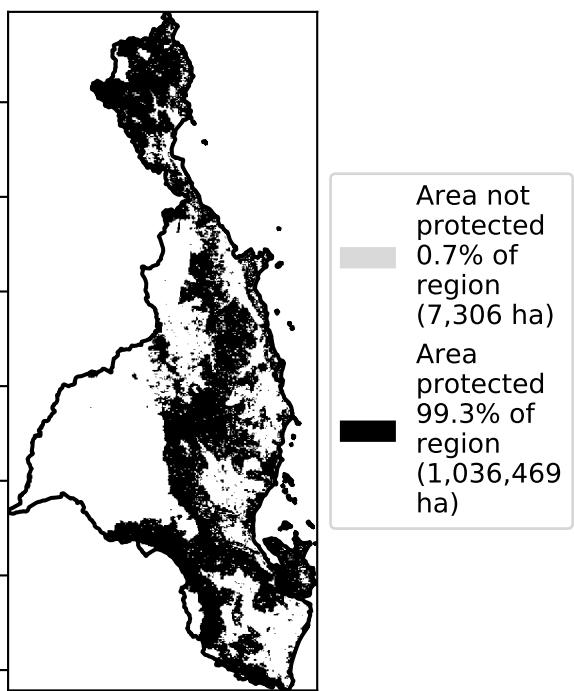 Area not
protected
0.7% of
region
(7,306 ha)
Area
protected
99.3% of
region
(1,036,469
ha)